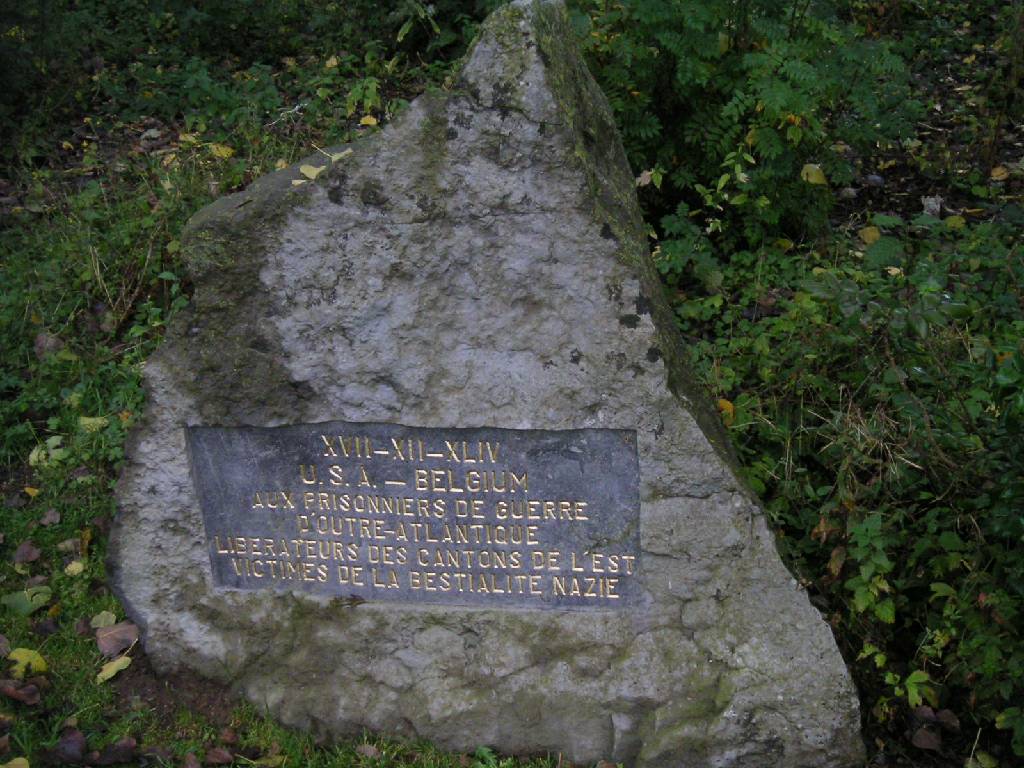 XVII-XII-XLIV
U.S.A. - BELGIUM
AUX PRISONNIERS DE GUERRE
D'OUTRE-ATLANTIQUE
LIBERATEURS DES CANTONS DE L'EST
VICTIMES DE LA BESTIALITE NAZIE